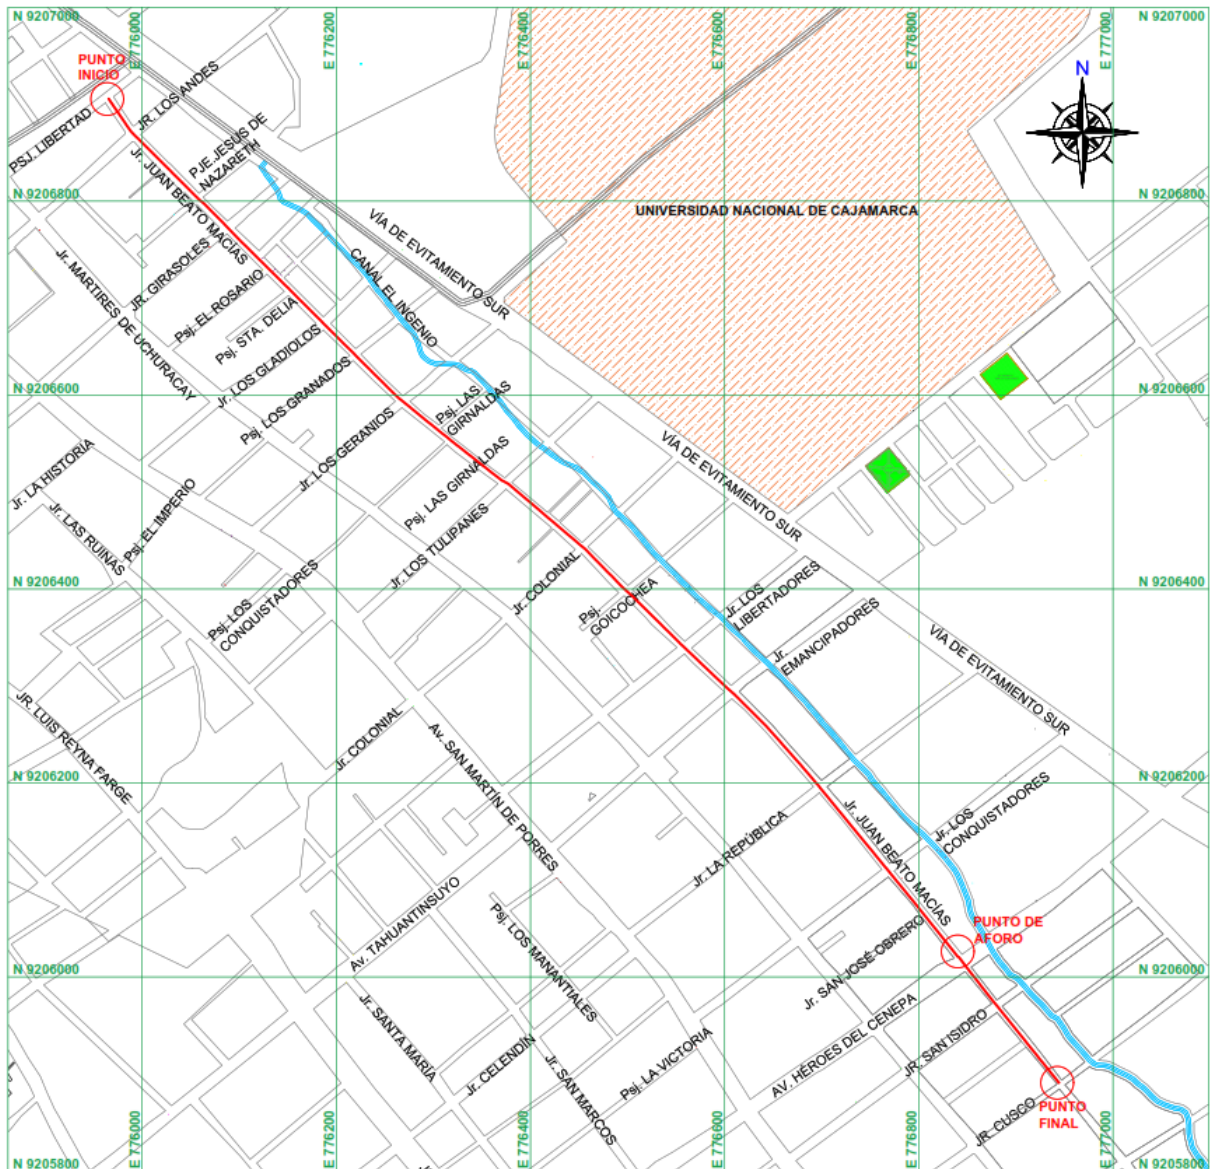 N 9207000
E 776000
E 776200
E 776400
E 776600
E 776800
E 777000
N 9207000
PUNTO
INICIO
N
JR. LOS ANDES
PSJ. LIBERTAD
PJE.JESUS DE
NAZARETH
Jr. JUAN BEATO MACÍAS
N 9206800
N 9206800
UNIVERSIDAD NACIONAL DE CAJAMARCA
VÍA DE EVITAMIENTO SUR
CANAL EL INGENIO
Jr. MARTIRES DE UCHURACAY
JR. GIRASOLES
Psj. EL ROSARIO
Psj. STA. DELIA
Jr. LOS GLADIOLOS
Psj. LOS GRANADOS
N 9206600
N 9206600
Psj. LAS
GIRNALDAS
Jr. LOS GERANIOS
Psj. LAS GIRNALDAS
VÍA DE EVITAMIENTO SUR
Jr. LA HISTORIA
Jr. LAS RUINAS
Psj. EL IMPERIO
Jr. LOS TULIPANES
N 9206400
N 9206400
Psj. LOS
CONQUISTADORES
Jr. COLONIAL
Psj.
GOICOCHEA
Jr. LOS
LIBERTADORES
Jr.
EMANCIPADORES
VÍA DE EVITAMIENTO SUR
JR. LUIS REYNA FARGE
Jr. COLONIAL
Av. SAN MARTÍN DE PORRES
N 9206200
N 9206200
Jr. LA REPÚBLICA
Jr. JUAN BEATO MACÍAS
Jr. LOS
CONQUISTADORES
Av. TAHUANTINSUYO
Psj. LOS MANANTIALES
PUNTO DE
AFORO
Jr. SAN JOSÉ OBRERO
N 9206000
N 9206000
Jr. SANTA MARIA
Jr. CELENDÍN
Jr. SAN MARCOS
Psj. LA VICTORIA
AV. HÉROES DEL CENEPA
JR. SAN ISIDRO
JR. CUSCO
PUNTO
FINAL
N 9205800
E 776000
E 776200
E 776400
E 776600
E 776800
E 777000
N 9205800